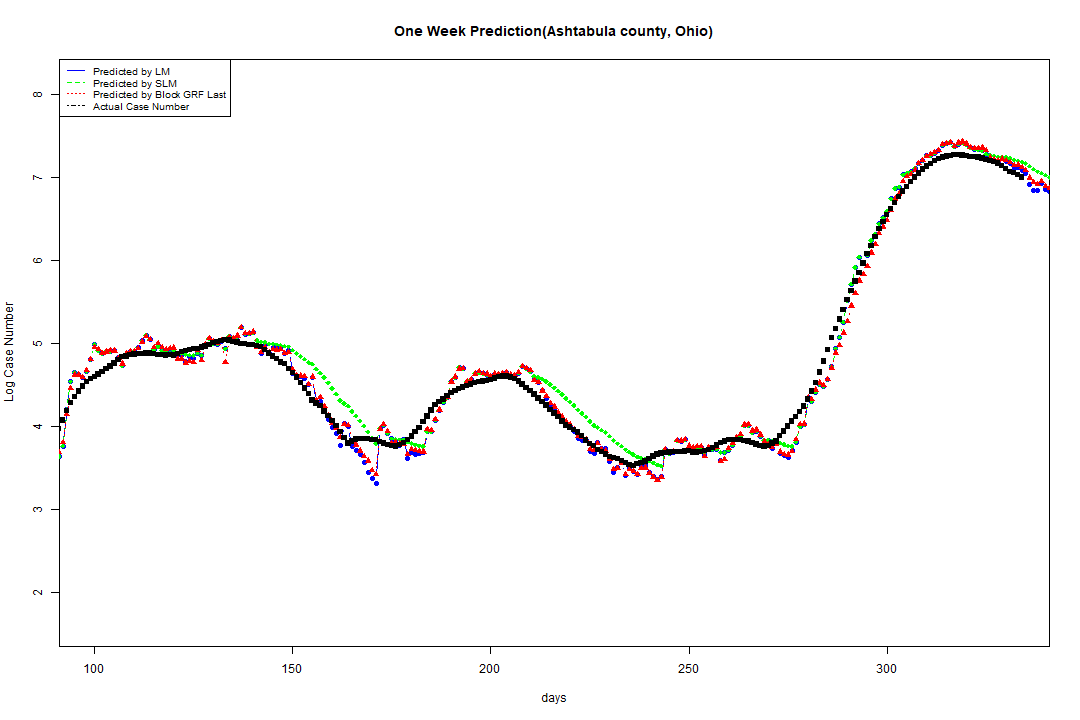 One Week Prediction(Ashtabula county, Ohio)
Predicted by LM
Predicted by SLM
Predicted by Block GRF Last
Actual Case Number
8
7
6
5
4
3
2
Log Case Number
100 150 200 250 300
days